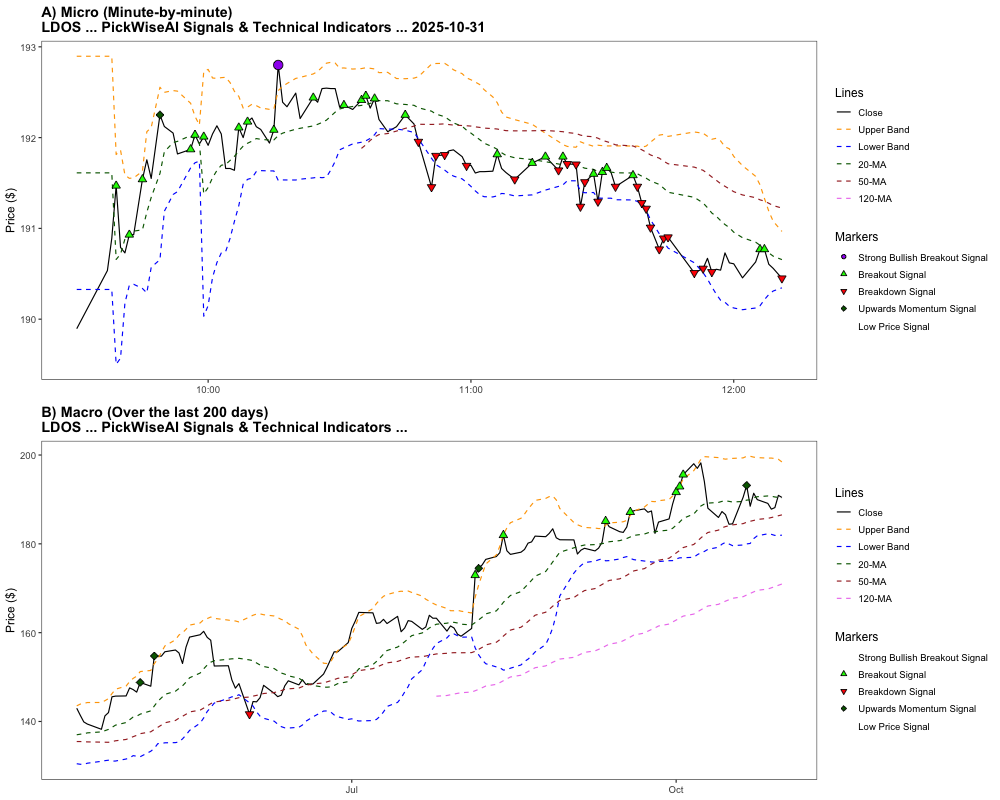 A) Micro (Minute-by-minute)
LDOS ... PickWiseAI Signals & Technical Indicators ... 2025-10-31
193
192
191
190
Price ($)
10:00
11:00
12:00
Lines
Close
Upper Band
Lower Band
20-MA
50-MA
120-MA
Markers
Strong Bullish Breakout Signal
Breakout Signal
Breakdown Signal
Upwards Momentum Signal
Low Price Signal
B) Macro (Over the last 200 days)
LDOS ... PickWiseAI Signals & Technical Indicators ...
200
180
160
140
Price ($)
Jul
Oct
Lines
Close
Upper Band
Lower Band
20-MA
50-MA
120-MA
Markers
Strong Bullish Breakout Signal
Breakout Signal
Breakdown Signal
Upwards Momentum Signal
Low Price Signal